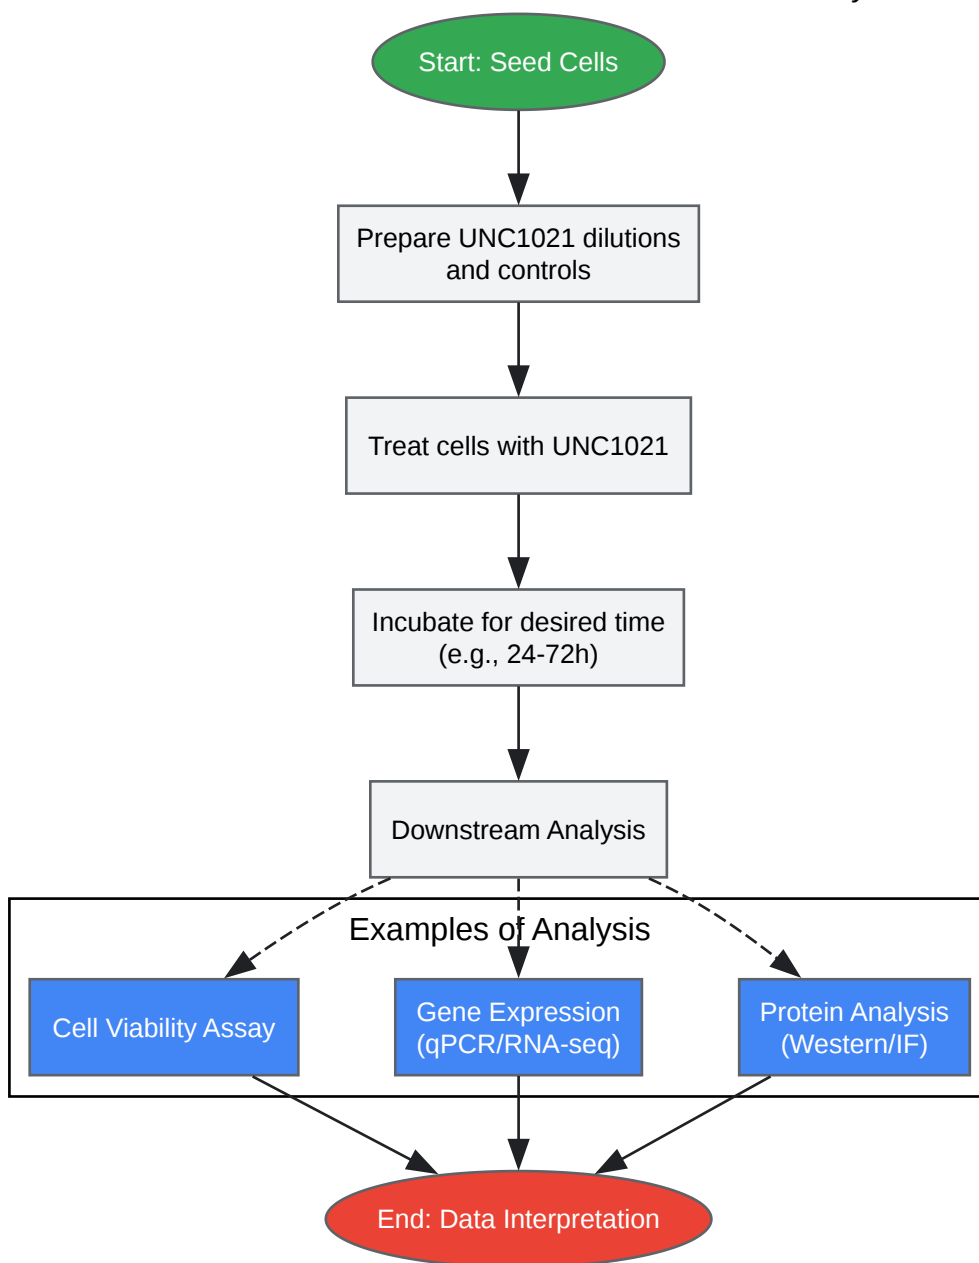 Start: Seed Cells
Prepare UNC1021 dilutions
and controls
Treat cells with UNC1021
Incubate for desired time
(e.g., 24-72h)
Downstream Analysis
Examples of Analysis
Cell Viability Assay
Gene Expression
(qPCR/RNA-seq)
Protein Analysis
(Western/IF)
End: Data Interpretation